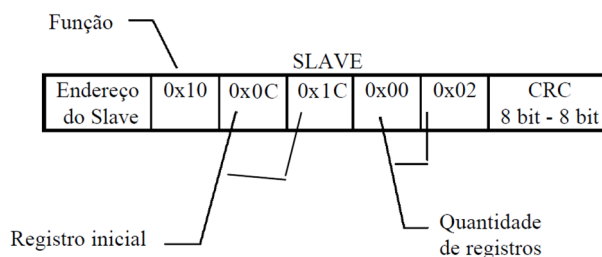 Função
SLAVE
Endereço do Slave
0x10
0x0C
0x1C
0x00
0x02
CRC
8 bit - 8 bit
Registro inicial
Quantidade
de registros